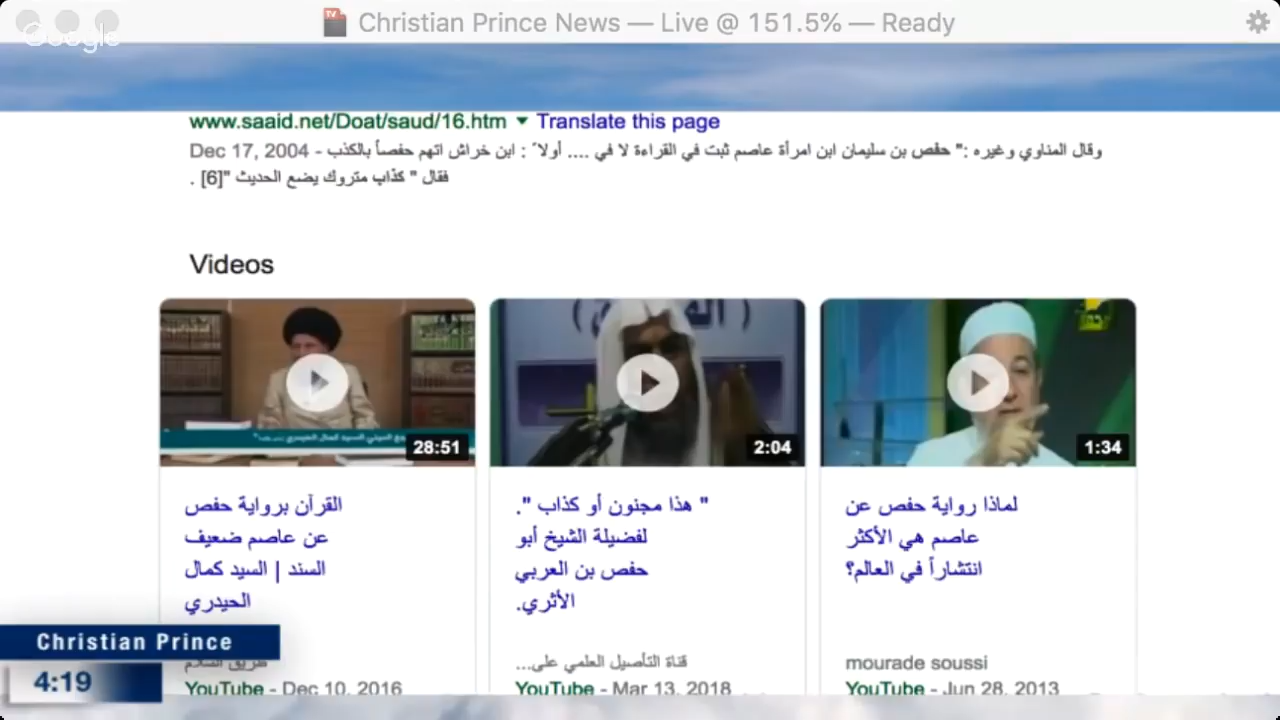 Christian Prince News — Live @ 151.5% — Ready
Google
www.saaid.net/Doat/saud/16.htm ▼ Translate this page
Dec 17, 2004 - وقال المناوي وغيره :" حفص بن سليمان ابن امرأة عاصم ثبت في القراءة لا في .... أولاً : ابن خراش اتهم حفصاً بالكذب
فقال " كذاب متروك يضع الحديث "[6] .
Videos
28:51
2:04
1:34
القرآن برواية حفص
عن عاصم ضعيف
السند | السيد كمال
الحيدري
طريق السلام
YouTube - Dec 10, 2016
" هذا مجنون أو كذاب ".
لفضيلة الشيخ أبو
حفص بن العربي
الأثري.
قناة التأصيل العلمي على...
YouTube - Mar 13, 2018
لماذا رواية حفص عن
عاصم هي الأكثر
انتشاراً في العالم؟
mourade soussi
YouTube - Jun 28, 2013
Christian Prince
4:19